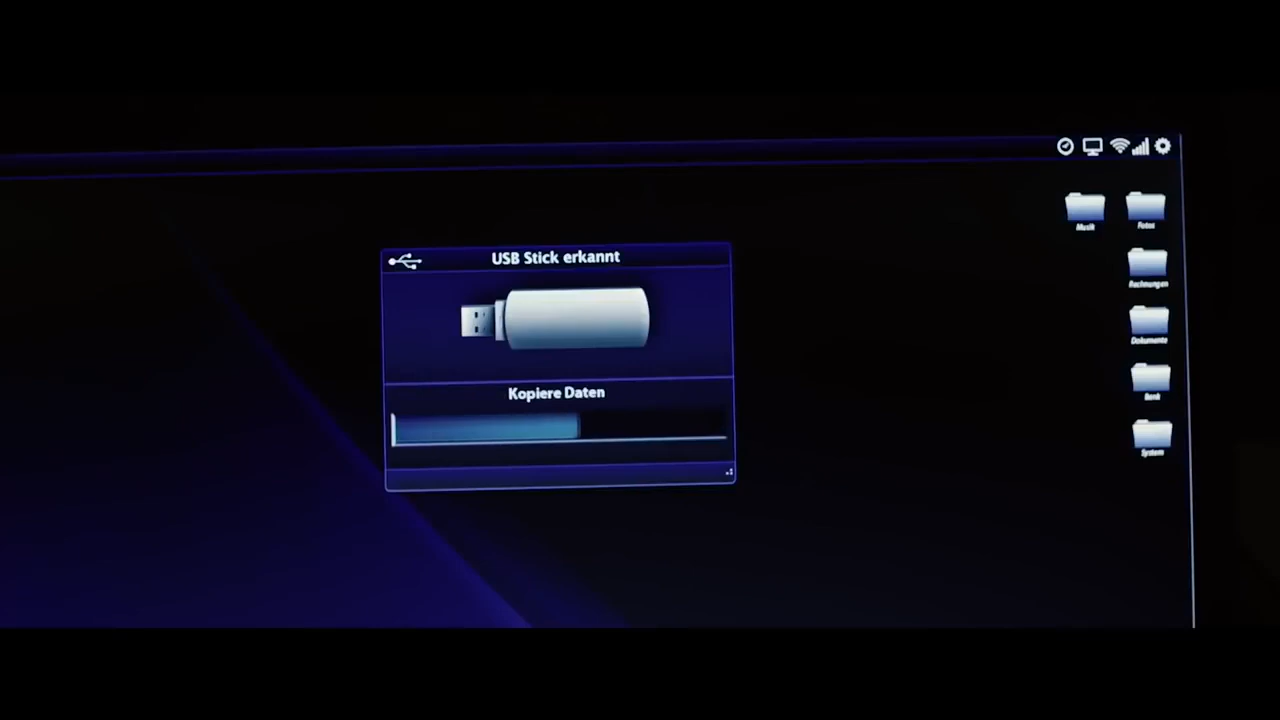 USB Stick erkannt
Kopiere Daten
Musik
Fotos
Rechnungen
Dokumente
Bank
System